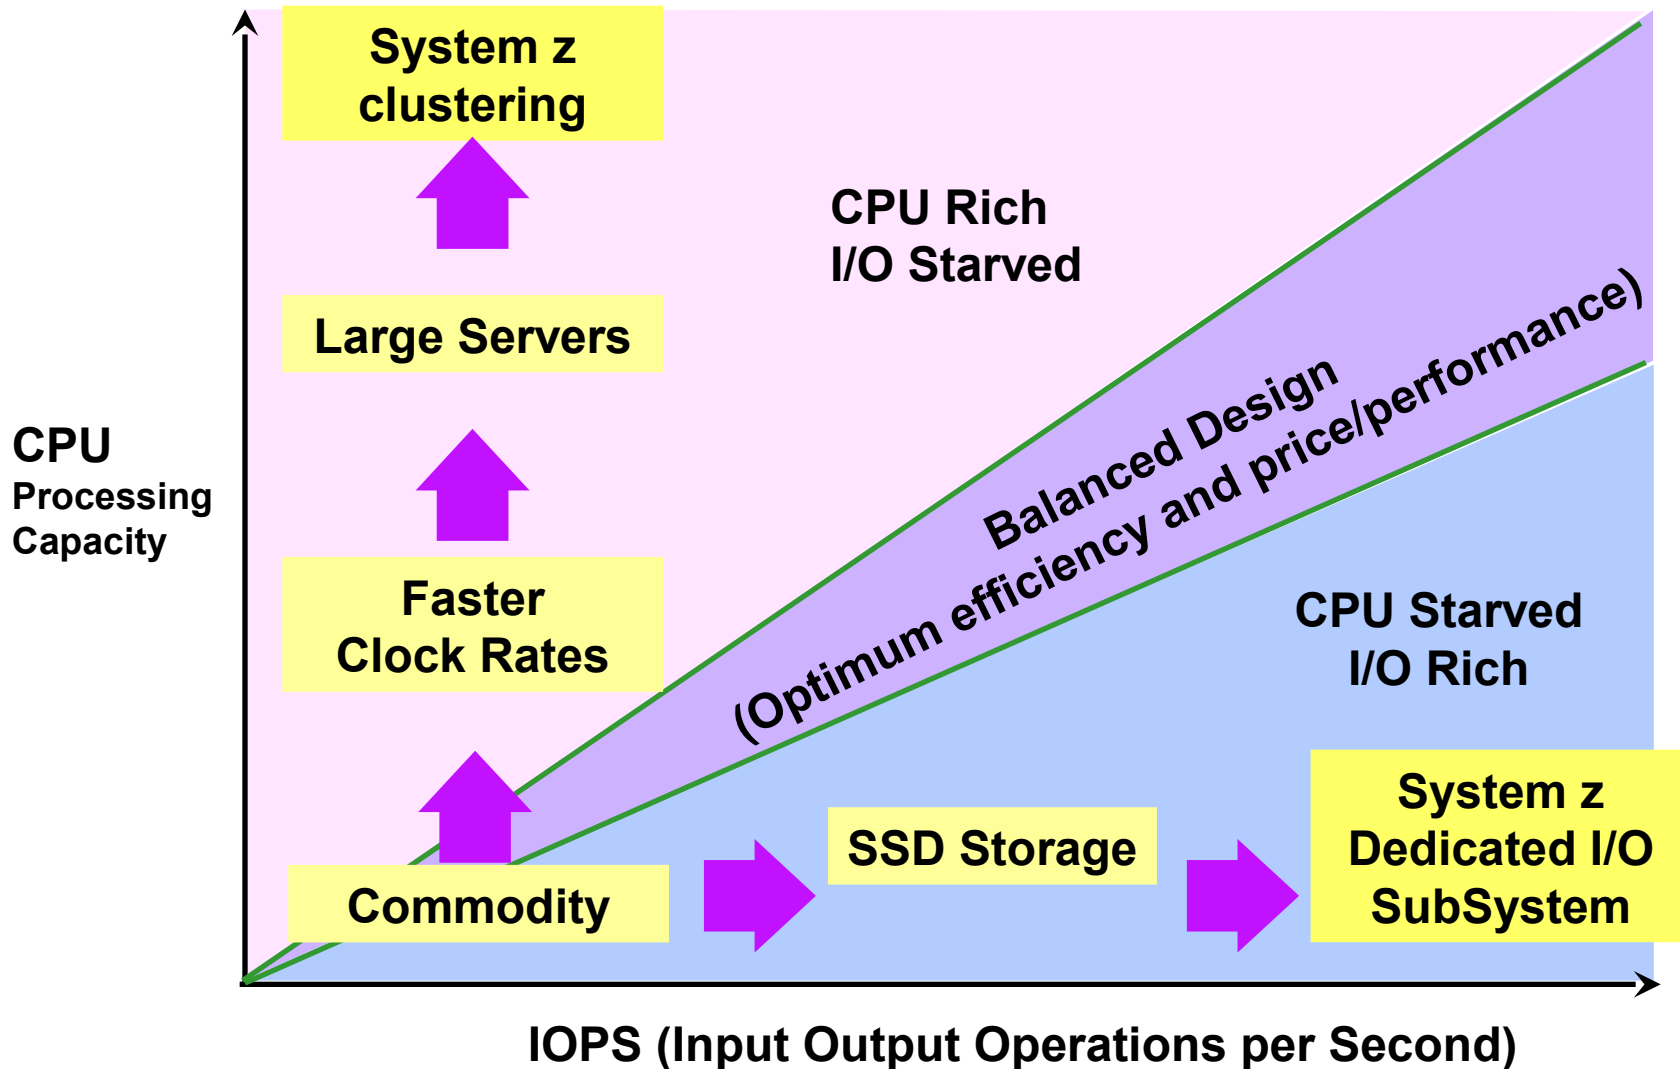 System z
clustering
CPU Rich
I/O Starved
Large Servers
Balanced Design
(Optimum efficiency and price/performance)
CPU
Processing
Capacity
Faster
Clock Rates
CPU Starved
I/O Rich
Commodity
SSD Storage
System z
Dedicated I/O
SubSystem
IOPS (Input Output Operations per Second)